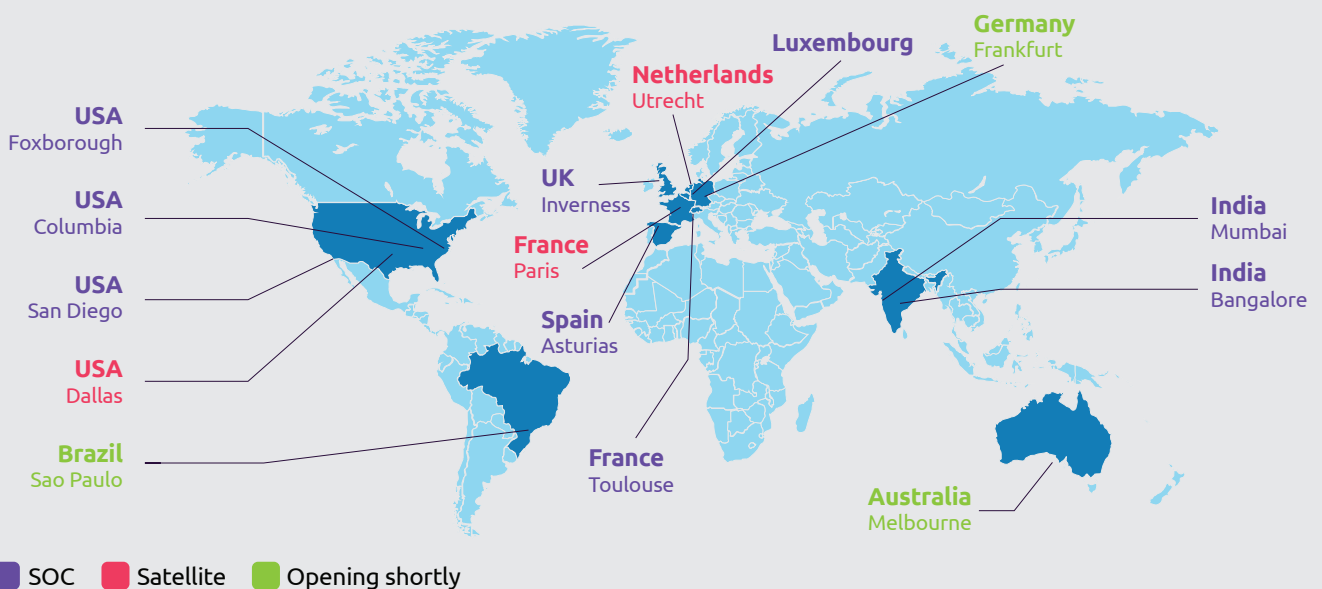 Germany
Frankfurt
Luxembourg
Netherlands
Utrecht
USA
Foxborough
UK
Inverness
USA
Columbia
India
Mumbai
France
Paris
India
Bangalore
USA
San Diego
Spain
Asturias
USA
Dallas
Brazil
Sao Paulo
France
Toulouse
Australia
Melbourne
SOC
Satellite
Opening shortly